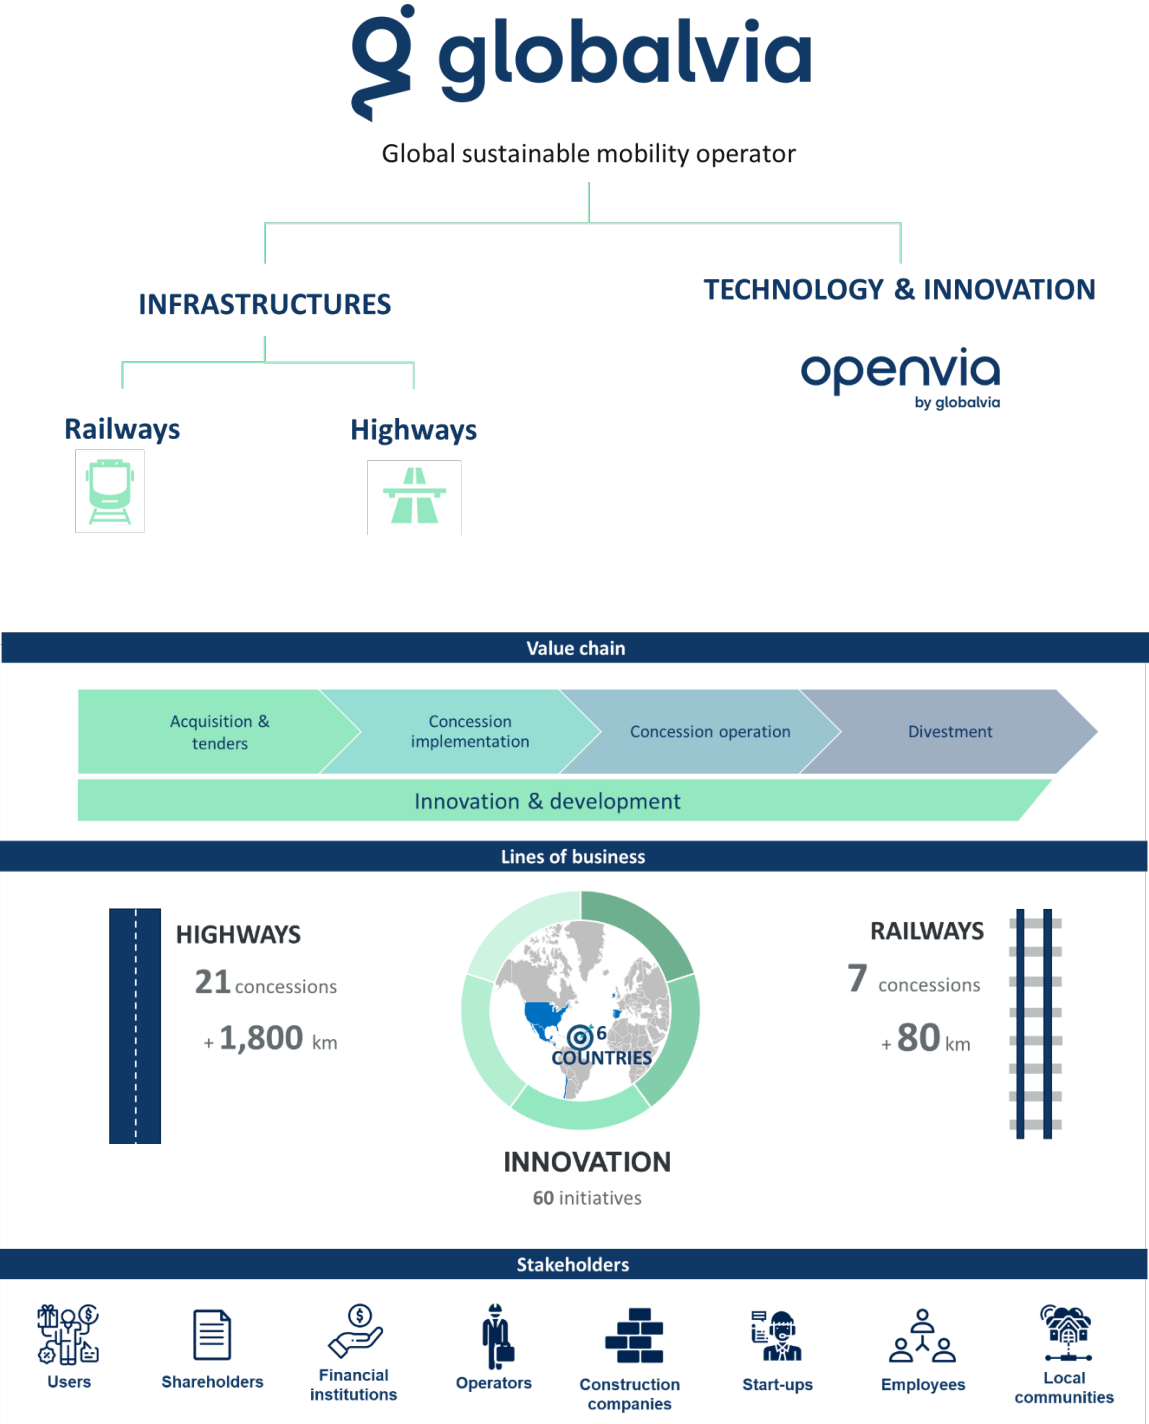 globalvia
Global sustainable mobility operator
INFRASTRUCTURES
TECHNOLOGY & INNOVATION
openvia
by globalvia
Railways
Highways
Value chain
Acquisition &
tenders
Concession
implementation
Concession operation
Divestment
Innovation & development
Lines of business
HIGHWAYS
21 concessions
+ 1,800 km
6
COUNTRIES
INNOVATION
60 initiatives
RAILWAYS
7 concessions
+ 80 km
Stakeholders
Users
Shareholders
Financial
institutions
Operators
Construction
companies
Start-ups
Employees
Local
communities